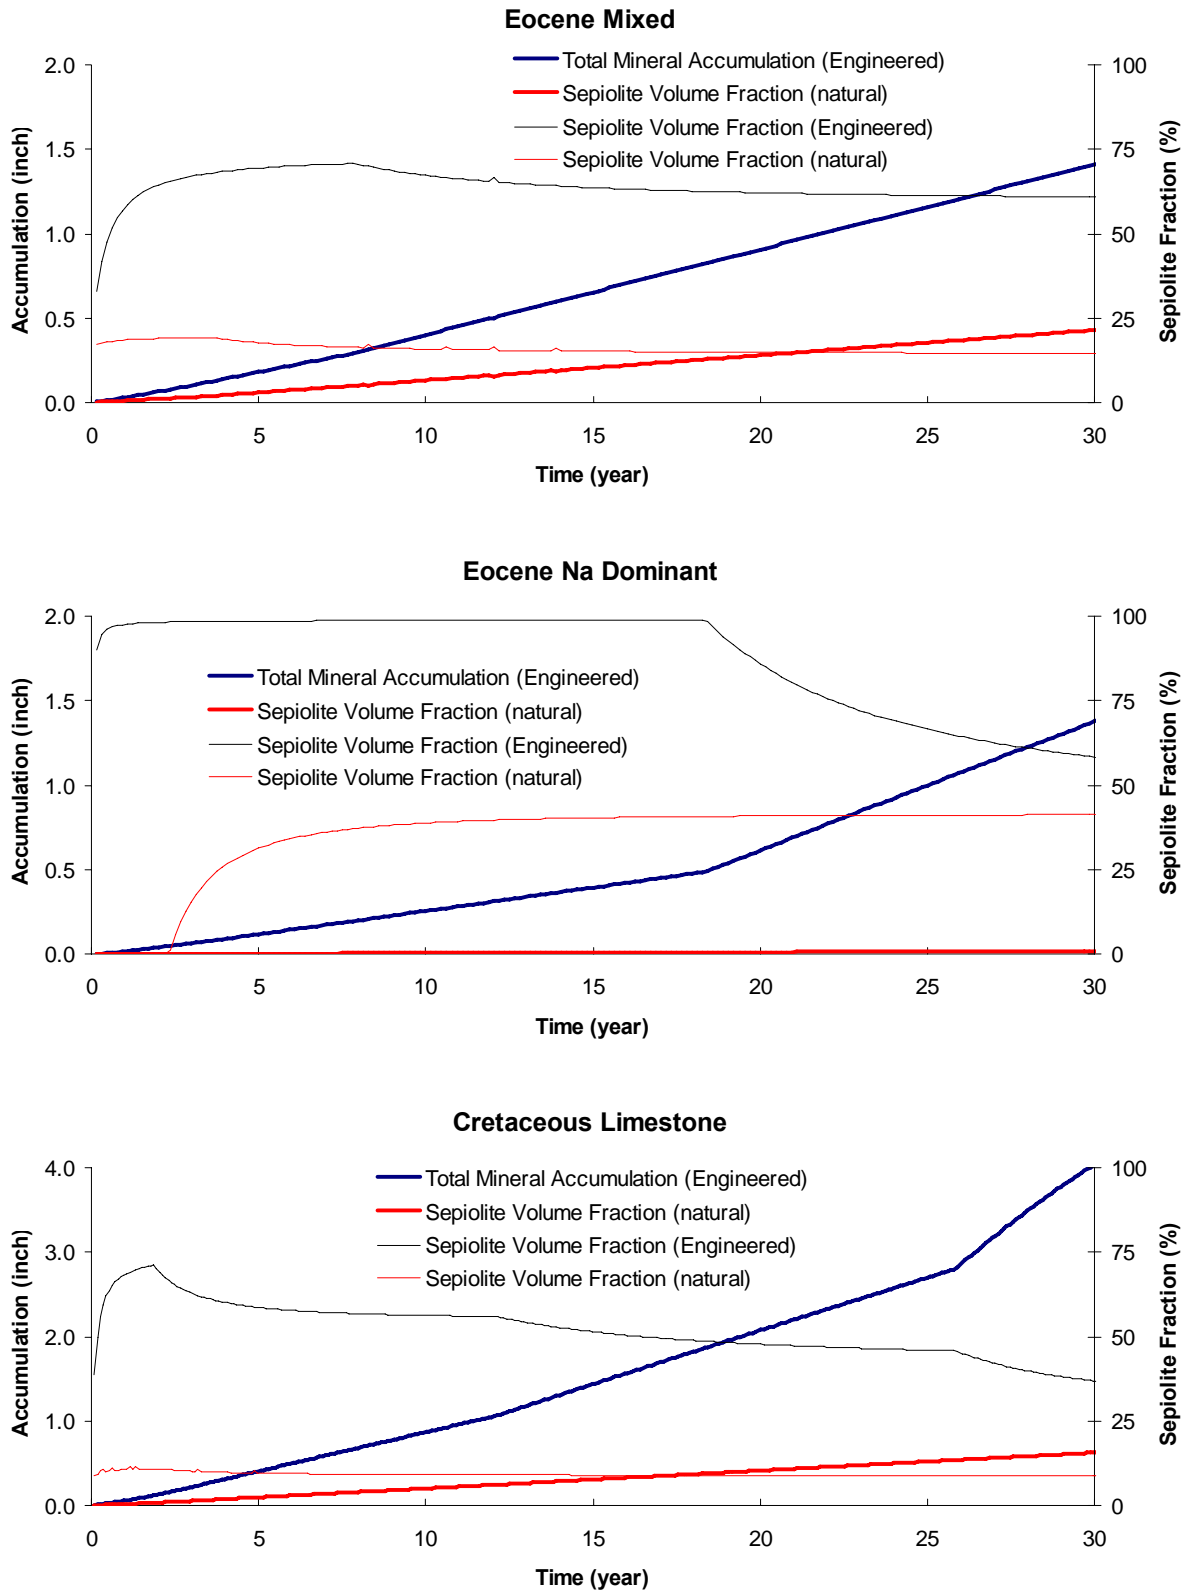 Eocene Mixed
Total Mineral Accumulation (Engineered)
Sepiolite Volume Fraction (natural)
Sepiolite Volume Fraction (Engineered)
Sepiolite Volume Fraction (natural)
2.0
1.5
1.0
0.5
0.0
100
75
50
25
0
Accumulation (inch)
Sepiolite Fraction (%)
0 5 10 15 20 25 30
Time (year)
Eocene Na Dominant
Total Mineral Accumulation (Engineered)
Sepiolite Volume Fraction (natural)
Sepiolite Volume Fraction (Engineered)
Sepiolite Volume Fraction (natural)
2.0
1.5
1.0
0.5
0.0
100
75
50
25
0
Accumulation (inch)
Sepiolite Fraction (%)
0 5 10 15 20 25 30
Time (year)
Cretaceous Limestone
Total Mineral Accumulation (Engineered)
Sepiolite Volume Fraction (natural)
Sepiolite Volume Fraction (Engineered)
Sepiolite Volume Fraction (natural)
4.0
3.0
2.0
1.0
0.0
100
75
50
25
0
Accumulation (inch)
Sepiolite Fraction (%)
0 5 10 15 20 25 30
Time (year)